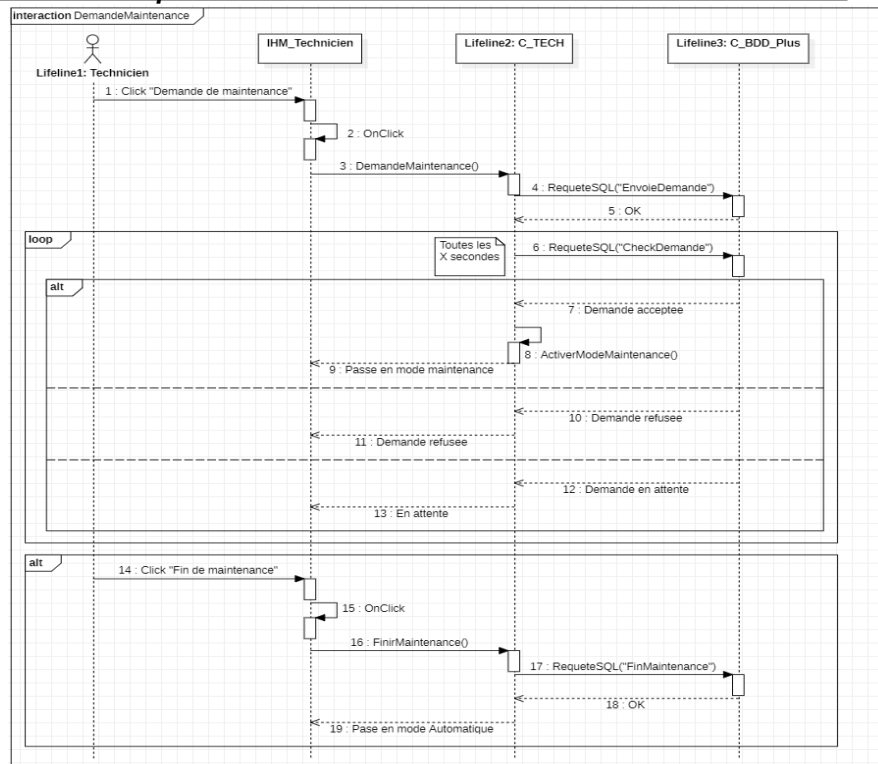 interaction DemandeMaintenance
IHM_Technicien
Lifeline2: C_TECH
Lifeline3: C_BDD_Plus
Lifeline1: Technicien
1 : Click "Demande de maintenance"
2 : OnClick
3 : DemandeMaintenance()
4 : RequeteSQL("EnvoieDemande")
5 : OK
loop
Toutes les
X secondes
6 : RequeteSQL("CheckDemande")
alt
7 : Demande acceptee
8 : ActiverModeMaintenance()
9 : Passe en mode maintenance
10 : Demande refusee
11 : Demande refusee
12 : Demande en attente
13 : En attente
alt
14 : Click "Fin de maintenance"
15 : OnClick
16 : FinirMaintenance()
17 : RequeteSQL("FinMaintenance")
18 : OK
19 : Pase en mode Automatique